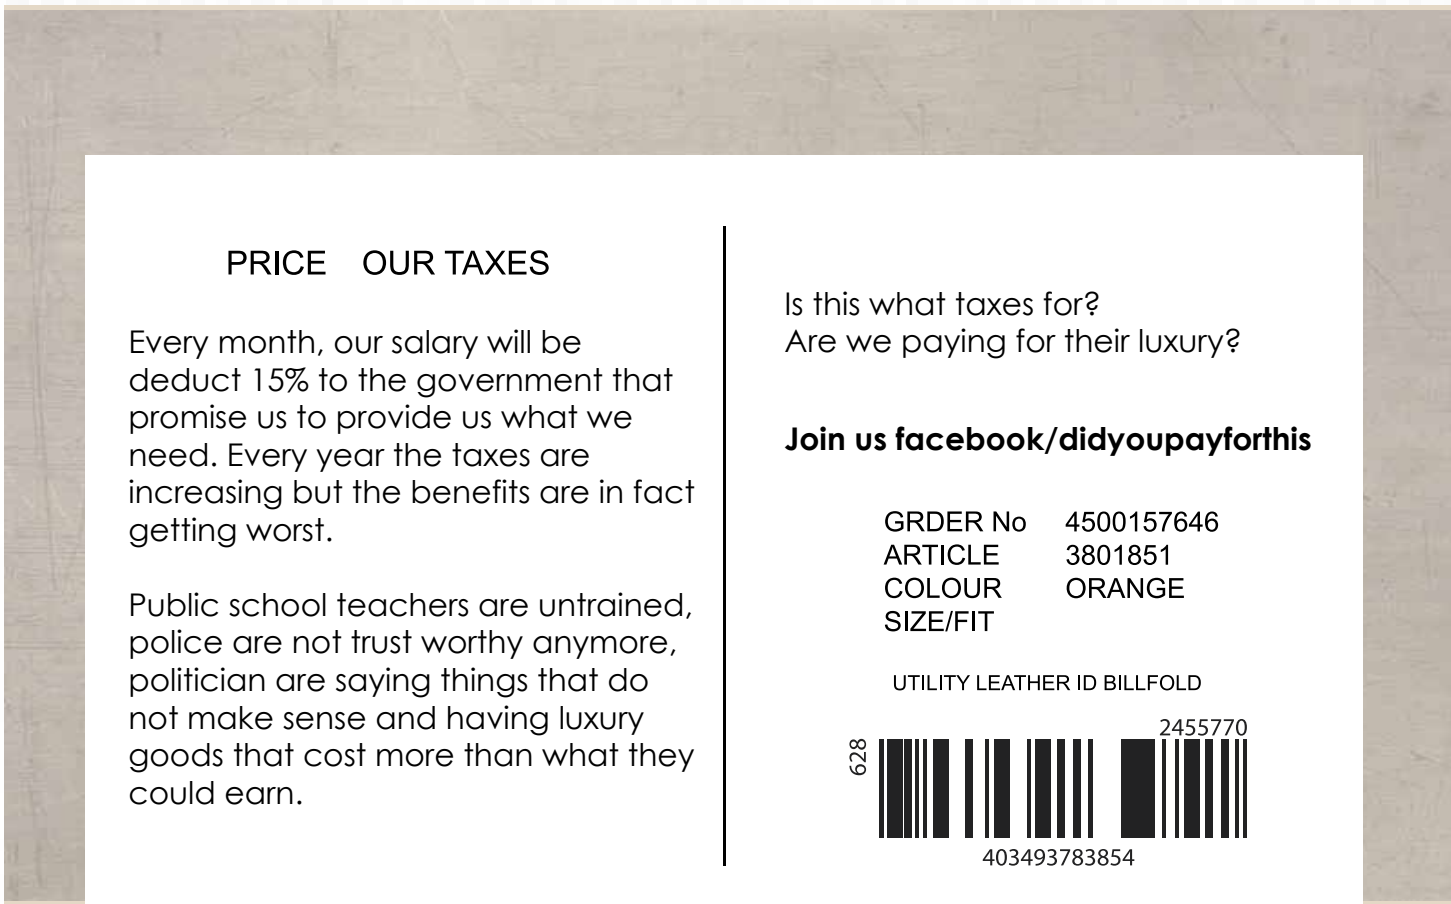 PRICE OUR TAXES
Every month, our salary will be
deduct 15% to the government that
promise us to provide us what we
need. Every year the taxes are
increasing but the benefits are in fact
getting worst.
Public school teachers are untrained,
police are not trust worthy anymore,
politician are saying things that do
not make sense and having luxury
goods that cost more than what they
could earn.
Is this what taxes for?
Are we paying for their luxury?
Join us facebook/didyoupayforthis
GRDER No 4500157646
ARTICLE 3801851
COLOUR ORANGE
SIZE/FIT
UTILITY LEATHER ID BILLFOLD
2455770
628
403493783854